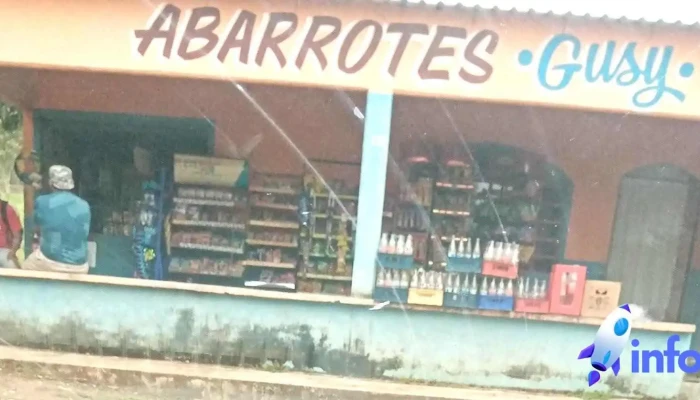 ABARROTES • Gusy •
info